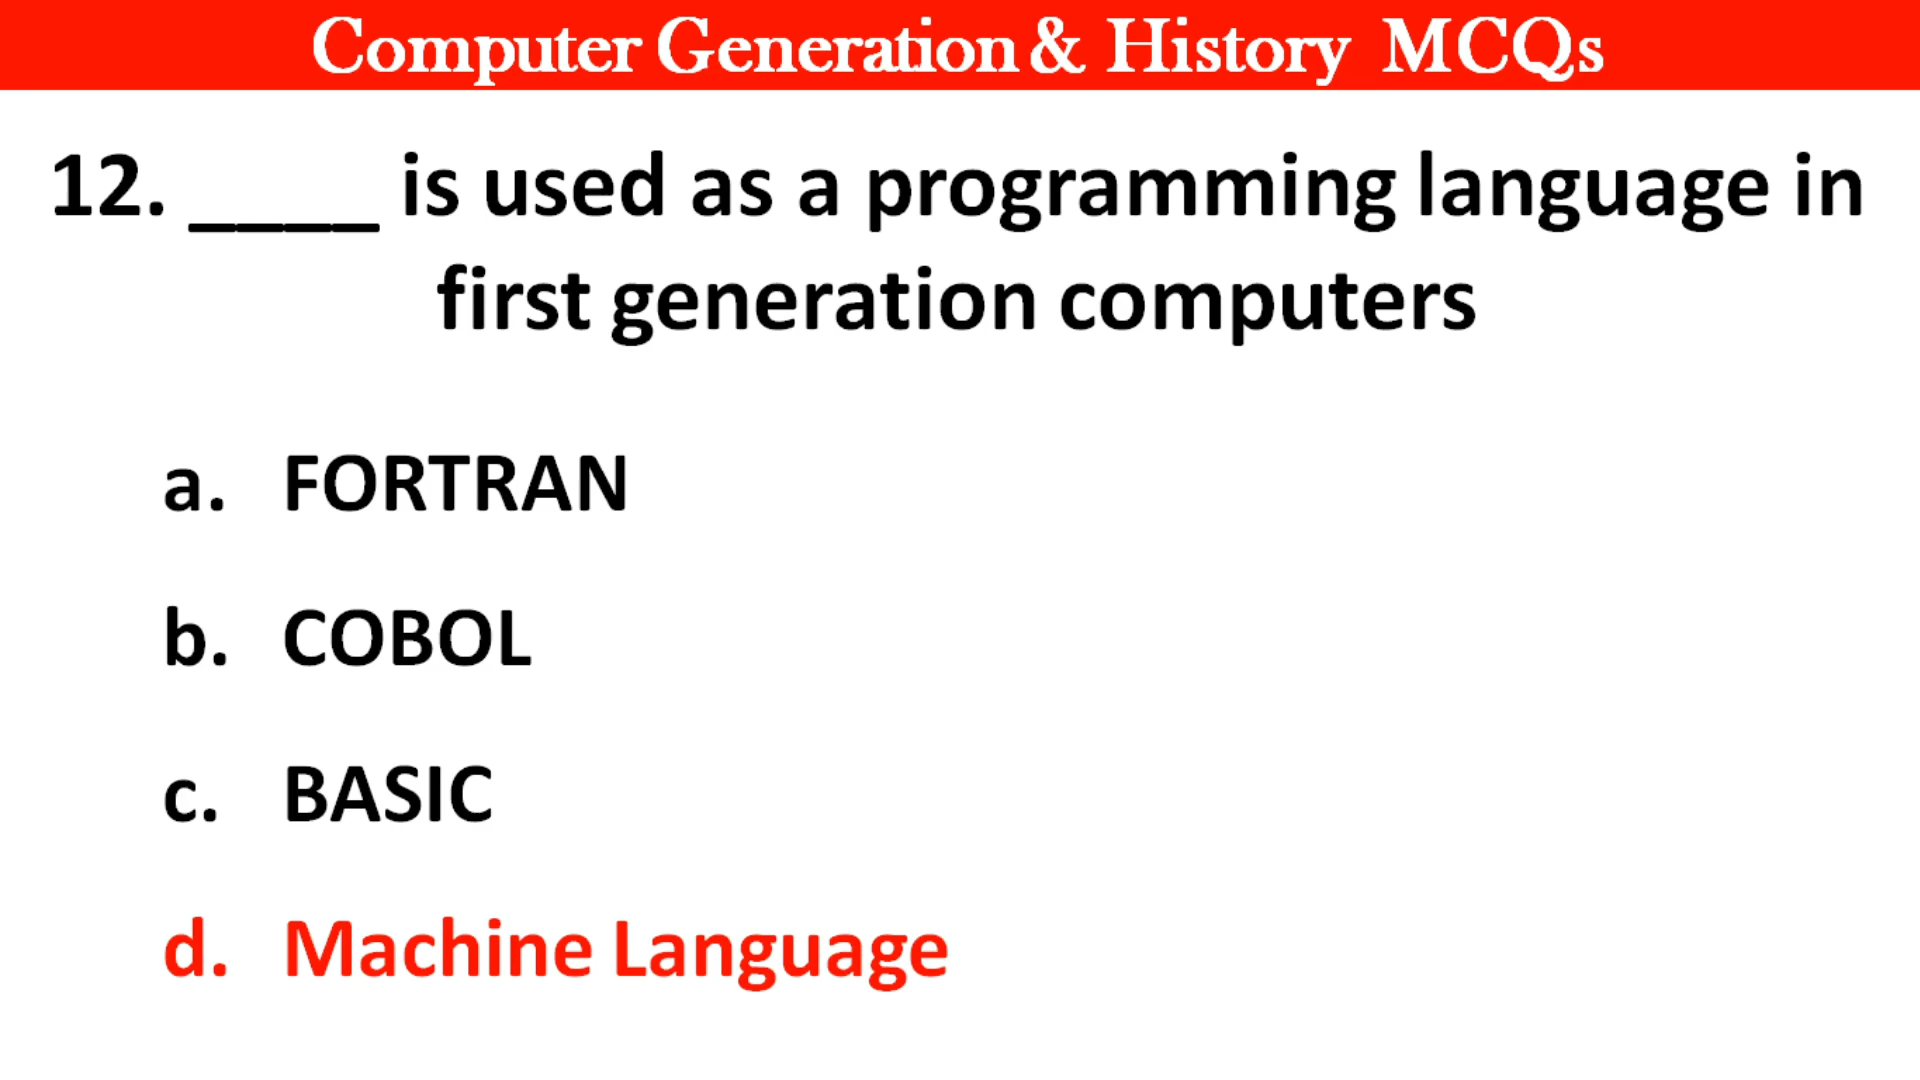 Computer Generation & History MCQs
12. ____ is used as a programming language in
first generation computers
a. FORTRAN
b. COBOL
c. BASIC
d. Machine Language